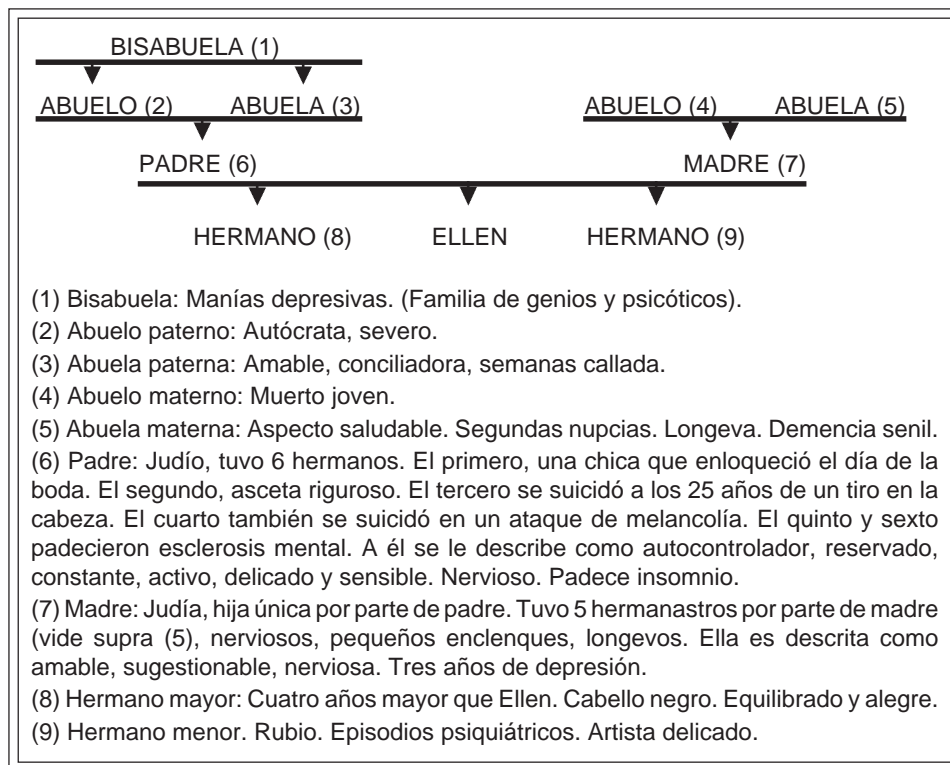 BISABUELA (1)
ABUELO (2) ABUELA (3) ABUELO (4) ABUELA (5)
PADRE (6) MADRE (7)
HERMANO (8) ELLEN HERMANO (9)
(1) Bisabuela: Manías depresivas. (Familia de genios y psicóticos).
(2) Abuelo paterno: Autócrata, severo.
(3) Abuela paterna: Amable, conciliadora, semanas callada.
(4) Abuelo materno: Muerto joven.
(5) Abuela materna: Aspecto saludable. Segundas nupcias. Longeva. Demencia senil.
(6) Padre: Judío, tuvo 6 hermanos. El primero, una chica que enloqueció el día de la
boda. El segundo, asceta riguroso. El tercero se suicidó a los 25 años de un tiro en la
cabeza. El cuarto también se suicidó en un ataque de melancolía. El quinto y sexto
padecieron esclerosis mental. A él se le describe como autocontrolador, reservado,
constante, activo, delicado y sensible. Nervioso. Padece insomnio.
(7) Madre: Judía, hija única por parte de padre. Tuvo 5 hermanastros por parte de madre
(vide supra (5), nerviosos, pequeños enclenques, longevos. Ella es descrita como
amable, sugestionable, nerviosa. Tres años de depresión.
(8) Hermano mayor: Cuatro años mayor que Ellen. Cabello negro. Equilibrado y alegre.
(9) Hermano menor. Rubio. Episodios psiquiátricos. Artista delicado.